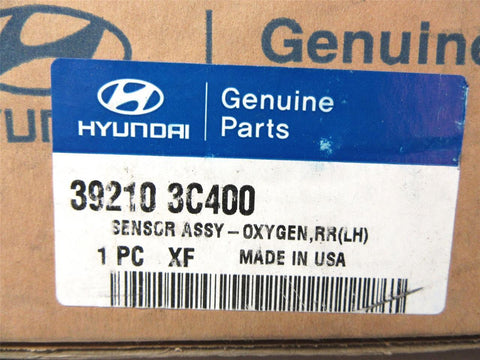 Genuine
HYUNDAI
Genuine
Parts
39210 3C400
SENSOR ASSY-OXYGEN,RR(LH)
1 PC XF MADE IN USA